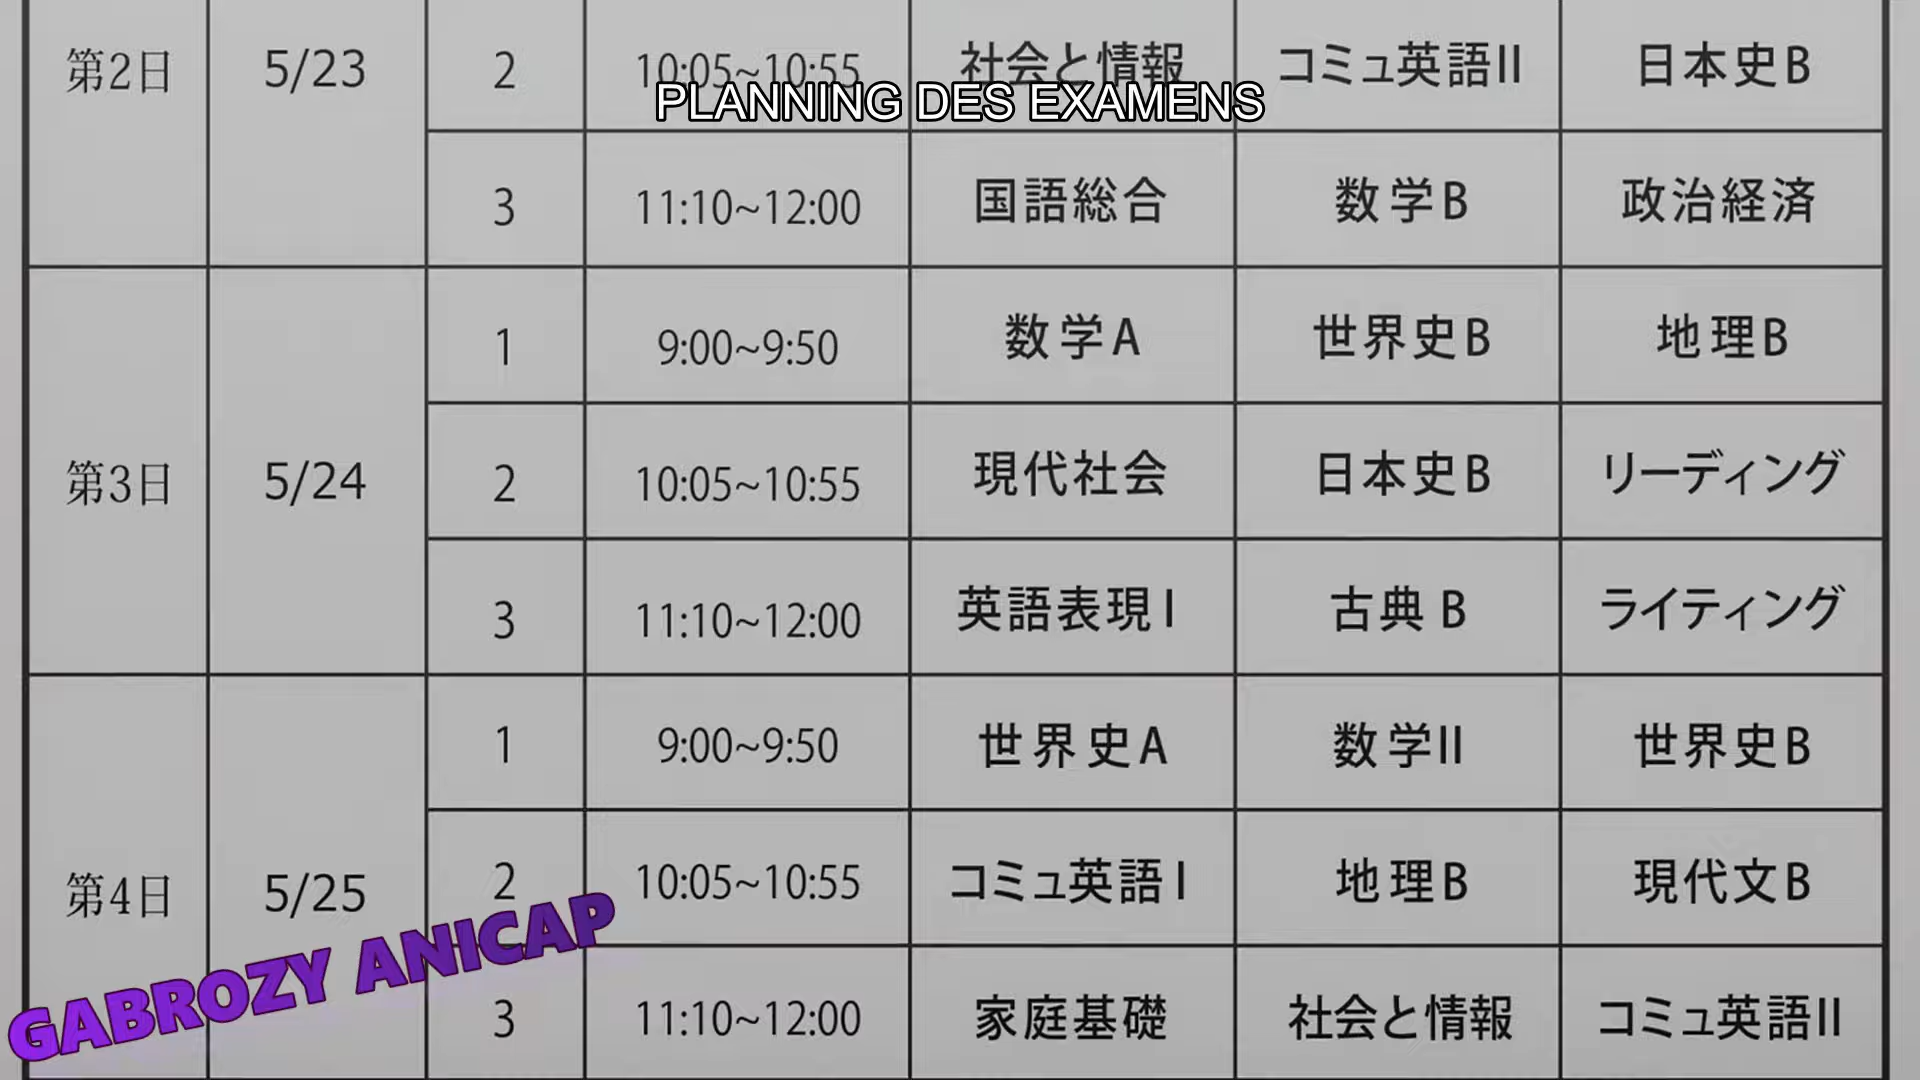 第2日 5/23 2 10:05~10:55 社会と情報 コミュ英語II 日本史B
PLANNING DES EXAMENS
3 11:10~12:00 国語総合 数学B 政治経済
1 9:00~9:50 数学A 世界史B 地理B
第3日 5/24 2 10:05~10:55 現代社会 日本史B リーディング
3 11:10~12:00 英語表現I 古典B ライティング
1 9:00~9:50 世界史A 数学II 世界史B
第4日 5/25 2 10:05~10:55 コミュ英語I 地理B 現代文B
GABROZY ANICAP
3 11:10~12:00 家庭基礎 社会と情報 コミュ英語II